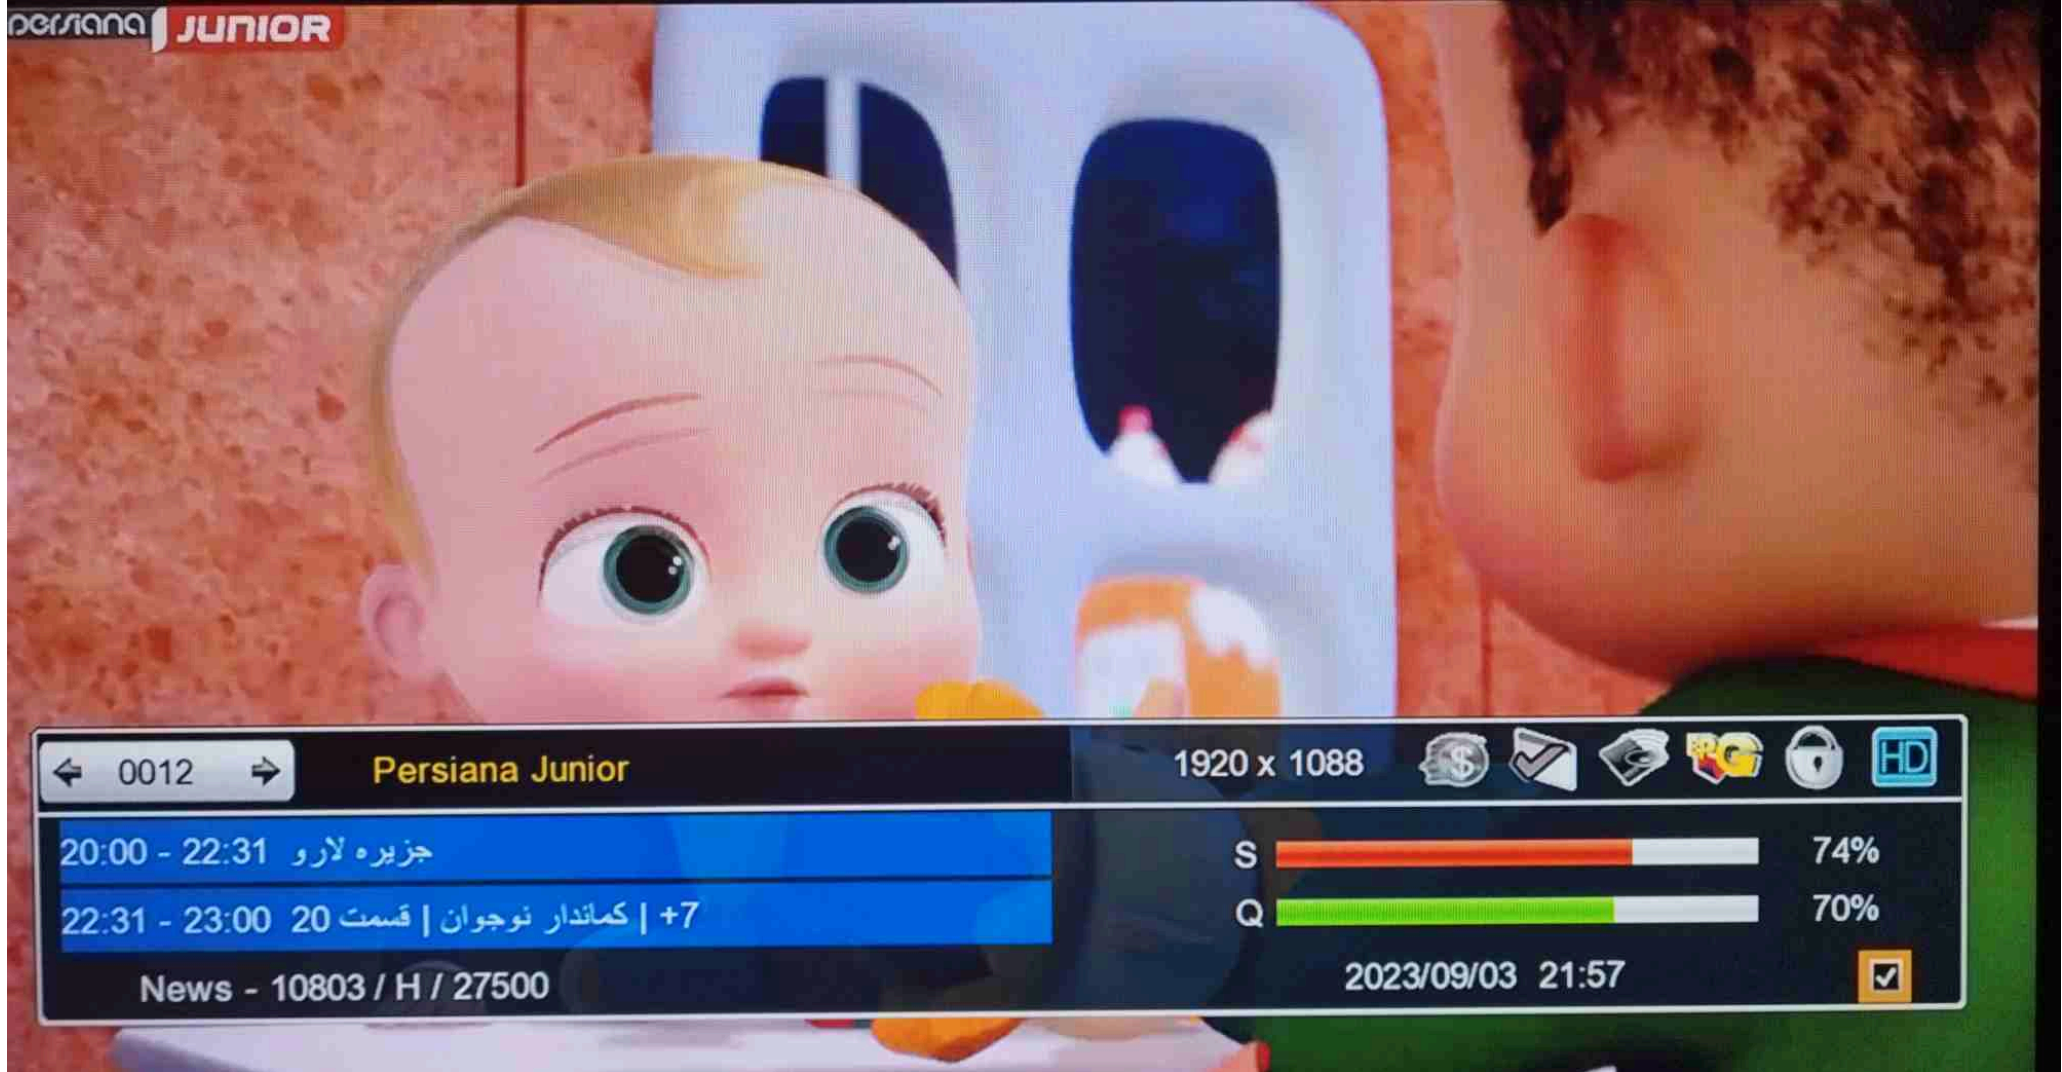 persiana JUNIOR
0012
Persiana Junior
1920 x 1088
HD
20:00 - 22:31 جزیره لارو
S 74%
22:31 - 23:00 کماندار نوجوان | قسمت 20 | +7
Q 70%
News - 10803 / H / 27500
2023/09/03 21:57